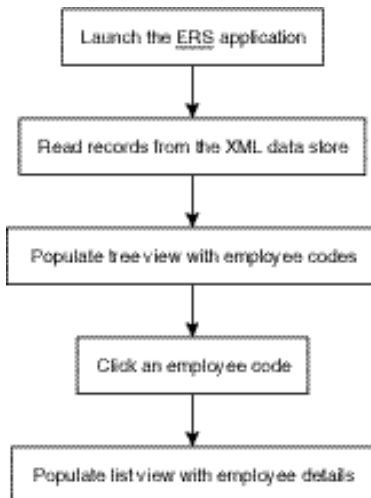 Launch the ERS application
Read records from the XML data store
Populate tree view with employee codes
Click an employee code
Populate list view with employee details